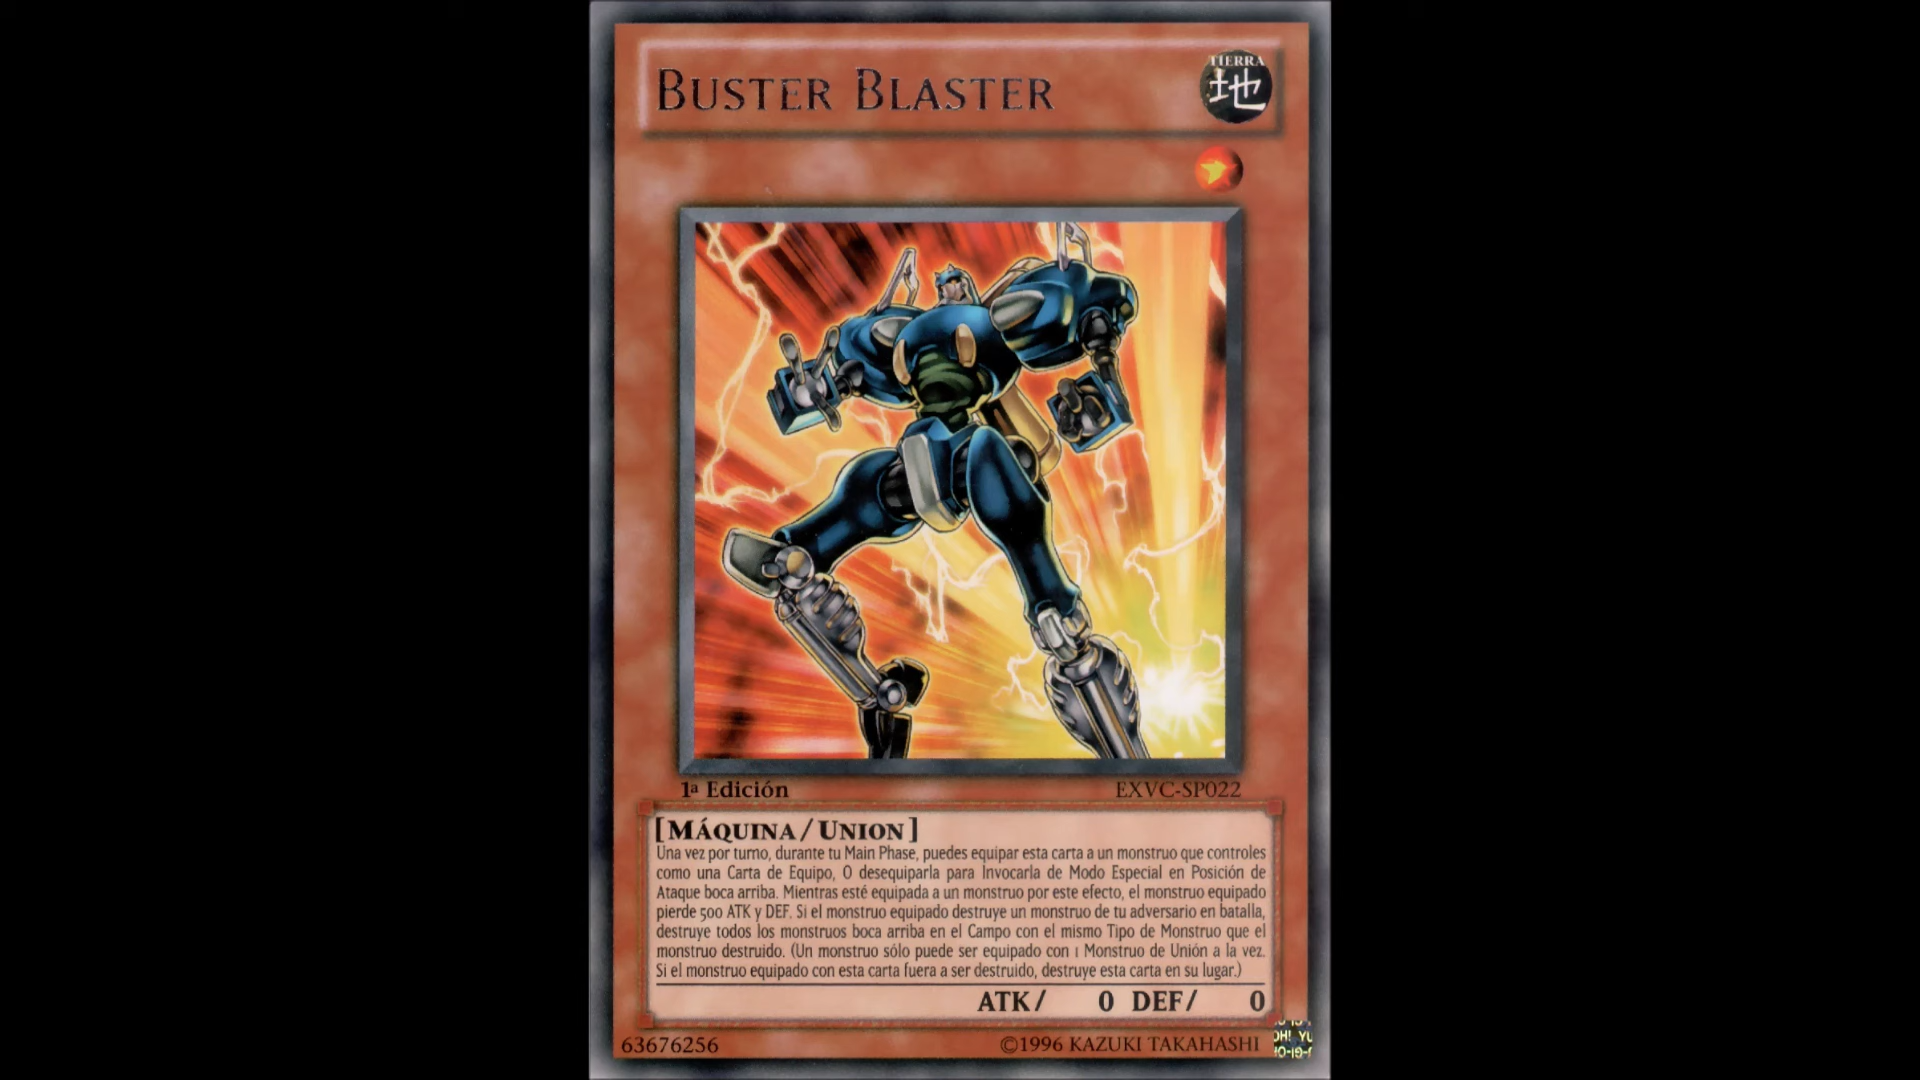 BUSTER BLASTER
TIERRA
地
1ª Edición
EXVC-SP022
[MÁQUINA/UNION]
Una vez por turno, durante tu Main Phase, puedes equipar esta carta a un monstruo que controles
como una Carta de Equipo, O desequiparla para Invocarla de Modo Especial en Posición de
Ataque boca arriba. Mientras esté equipada a un monstruo por este efecto, el monstruo equipado
pierde 500 ATK y DEF. Si el monstruo equipado destruye un monstruo de tu adversario en batalla,
destruye todos los monstruos boca arriba en el Campo con el mismo Tipo de Monstruo que el
monstruo destruido. (Un monstruo sólo puede ser equipado con 1 Monstruo de Unión a la vez.
Si el monstruo equipado con esta carta fuera a ser destruido, destruye esta carta en su lugar.)
ATK/ 0 DEF/ 0
63676256
©1996 KAZUKI TAKAHASHI